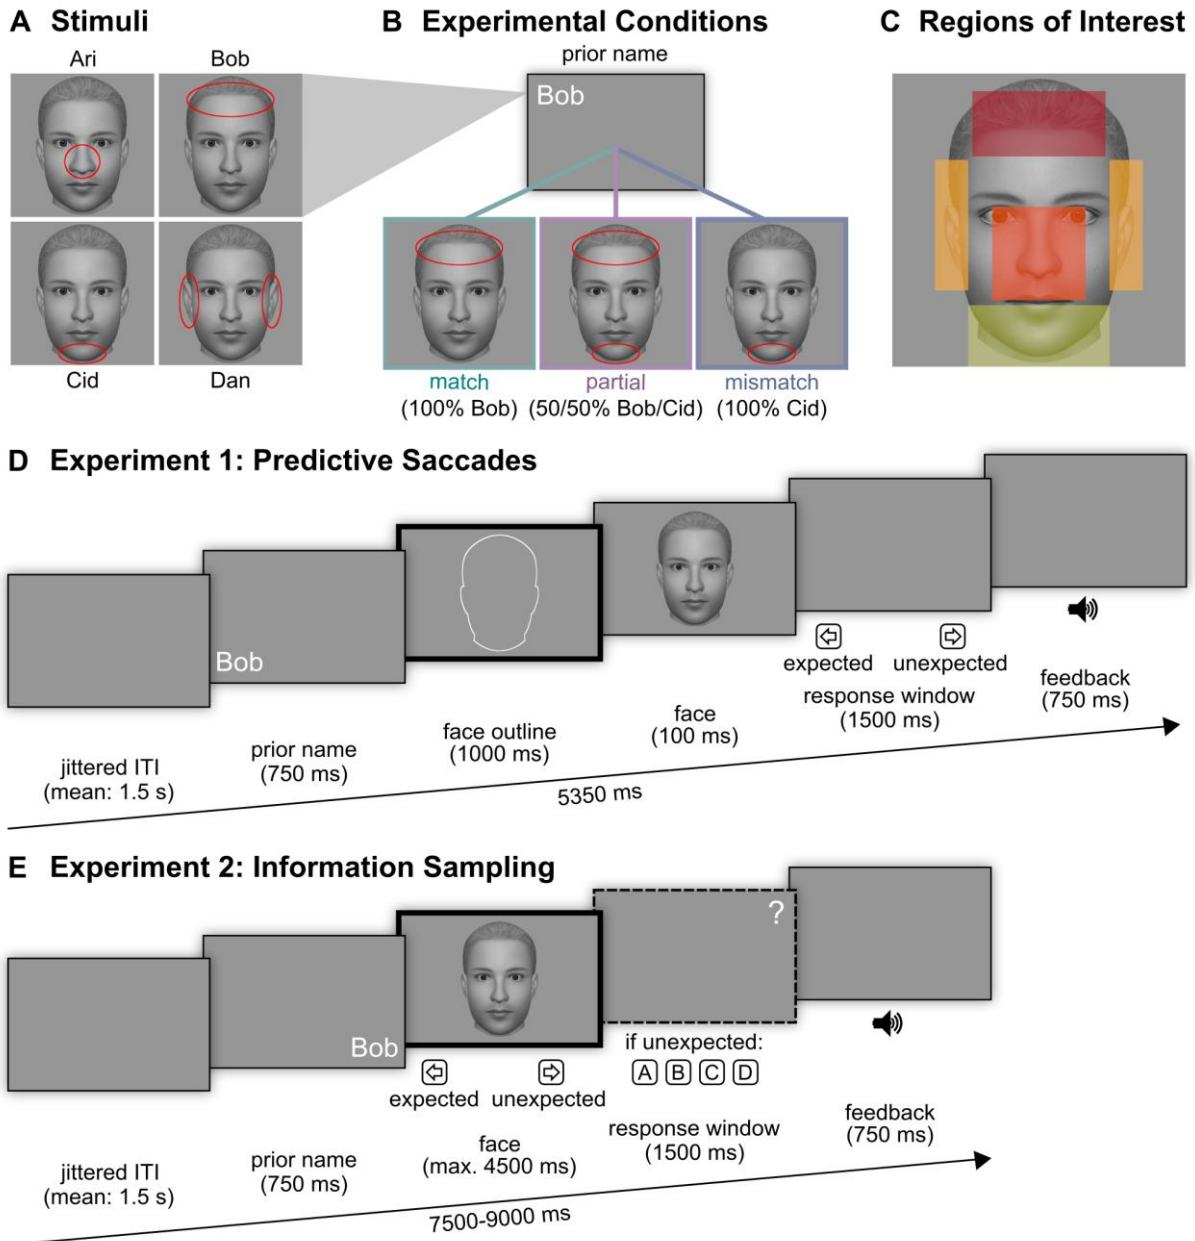 A Stimuli
Ari Bob
Cid Dan
B Experimental Conditions
prior name
Bob
match partial mismatch
(100% Bob) (50/50% Bob/Cid) (100% Cid)
C Regions of Interest
D Experiment 1: Predictive Saccades
Bob
jittered ITI
(mean: 1.5 s)
prior name
(750 ms)
face outline
(1000 ms)
face
(100 ms)
expected unexpected
response window
(1500 ms)
feedback
(750 ms)
5350 ms
E Experiment 2: Information Sampling
Bob
?
jittered ITI
(mean: 1.5 s)
prior name
(750 ms)
expected unexpected
face
(max. 4500 ms)
if unexpected:
A B C D
response window
(1500 ms)
feedback
(750 ms)
7500-9000 ms